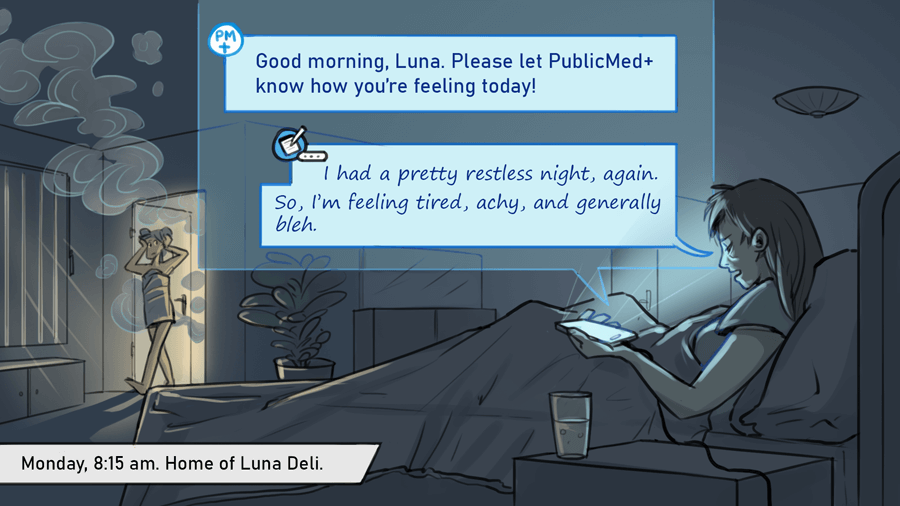 PM
+
Good morning, Luna. Please let PublicMed+
know how you're feeling today!
I had a pretty restless night, again.
So, I'm feeling tired, achy, and generally
bleh.
Monday, 8:15 am. Home of Luna Deli.